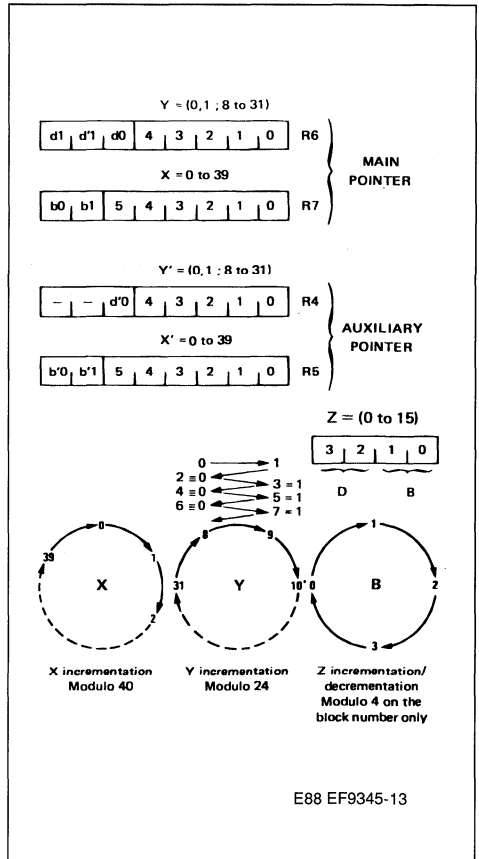 Y = (0,1 ; 8 to 31)
d1 d'1 d0 4 3 2 1 0 R6
X = 0 to 39
b0 b1 5 4 3 2 1 0 R7
MAIN
POINTER
Y' = (0,1 ; 8 to 31)
– – d'0 4 3 2 1 0 R4
X' = 0 to 39
b'0 b'1 5 4 3 2 1 0 R5
AUXILIARY
POINTER
Z = (0 to 15)
3 2 1 0
D B
0 1
2 ≡ 0 3 = 1
4 ≡ 0 5 = 1
6 ≡ 0 7 = 1
0 1 2 39
X
8 9 10 31
Y
0 1 2 3
B
X incrementation
Modulo 40
Y incrementation
Modulo 24
Z incrementation/
decrementation
Modulo 4 on the
block number only
E88 EF9345-13